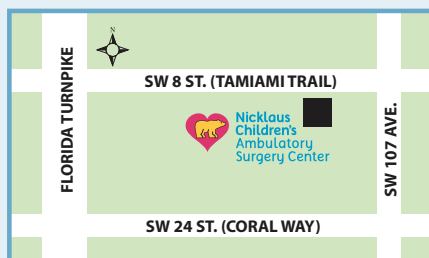 N
SW 8 ST. (TAMIAMI TRAIL)
FLORIDA TURNPIKE
Nicklaus
Children's
Ambulatory
Surgery Center
SW 107 AVE.
SW 24 ST. (CORAL WAY)